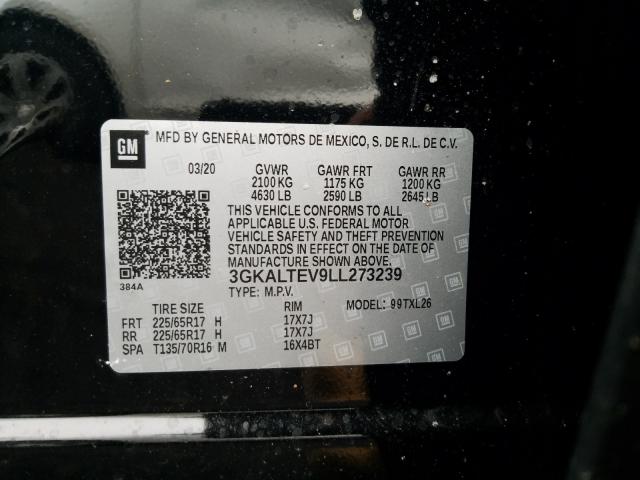 GM MFD BY GENERAL MOTORS DE MEXICO, S. DE R.L. DE C.V.
03/20 GVWR GAWR FRT GAWR RR
2100 KG 1175 KG 1200 KG
4630 LB 2590 LB 2645 LB
THIS VEHICLE CONFORMS TO ALL
APPLICABLE U.S. FEDERAL MOTOR
VEHICLE SAFETY AND THEFT PREVENTION
STANDARDS IN EFFECT ON THE DATE OF
MANUFACTURE SHOWN ABOVE.
384A 3GKALTEV9LL273239
TYPE: M.P.V. MODEL: 99TXL26
TIRE SIZE RIM
FRT 225/65R17 H 17X7J
RR 225/65R17 H 17X7J
SPA T135/70R16 M 16X4BT